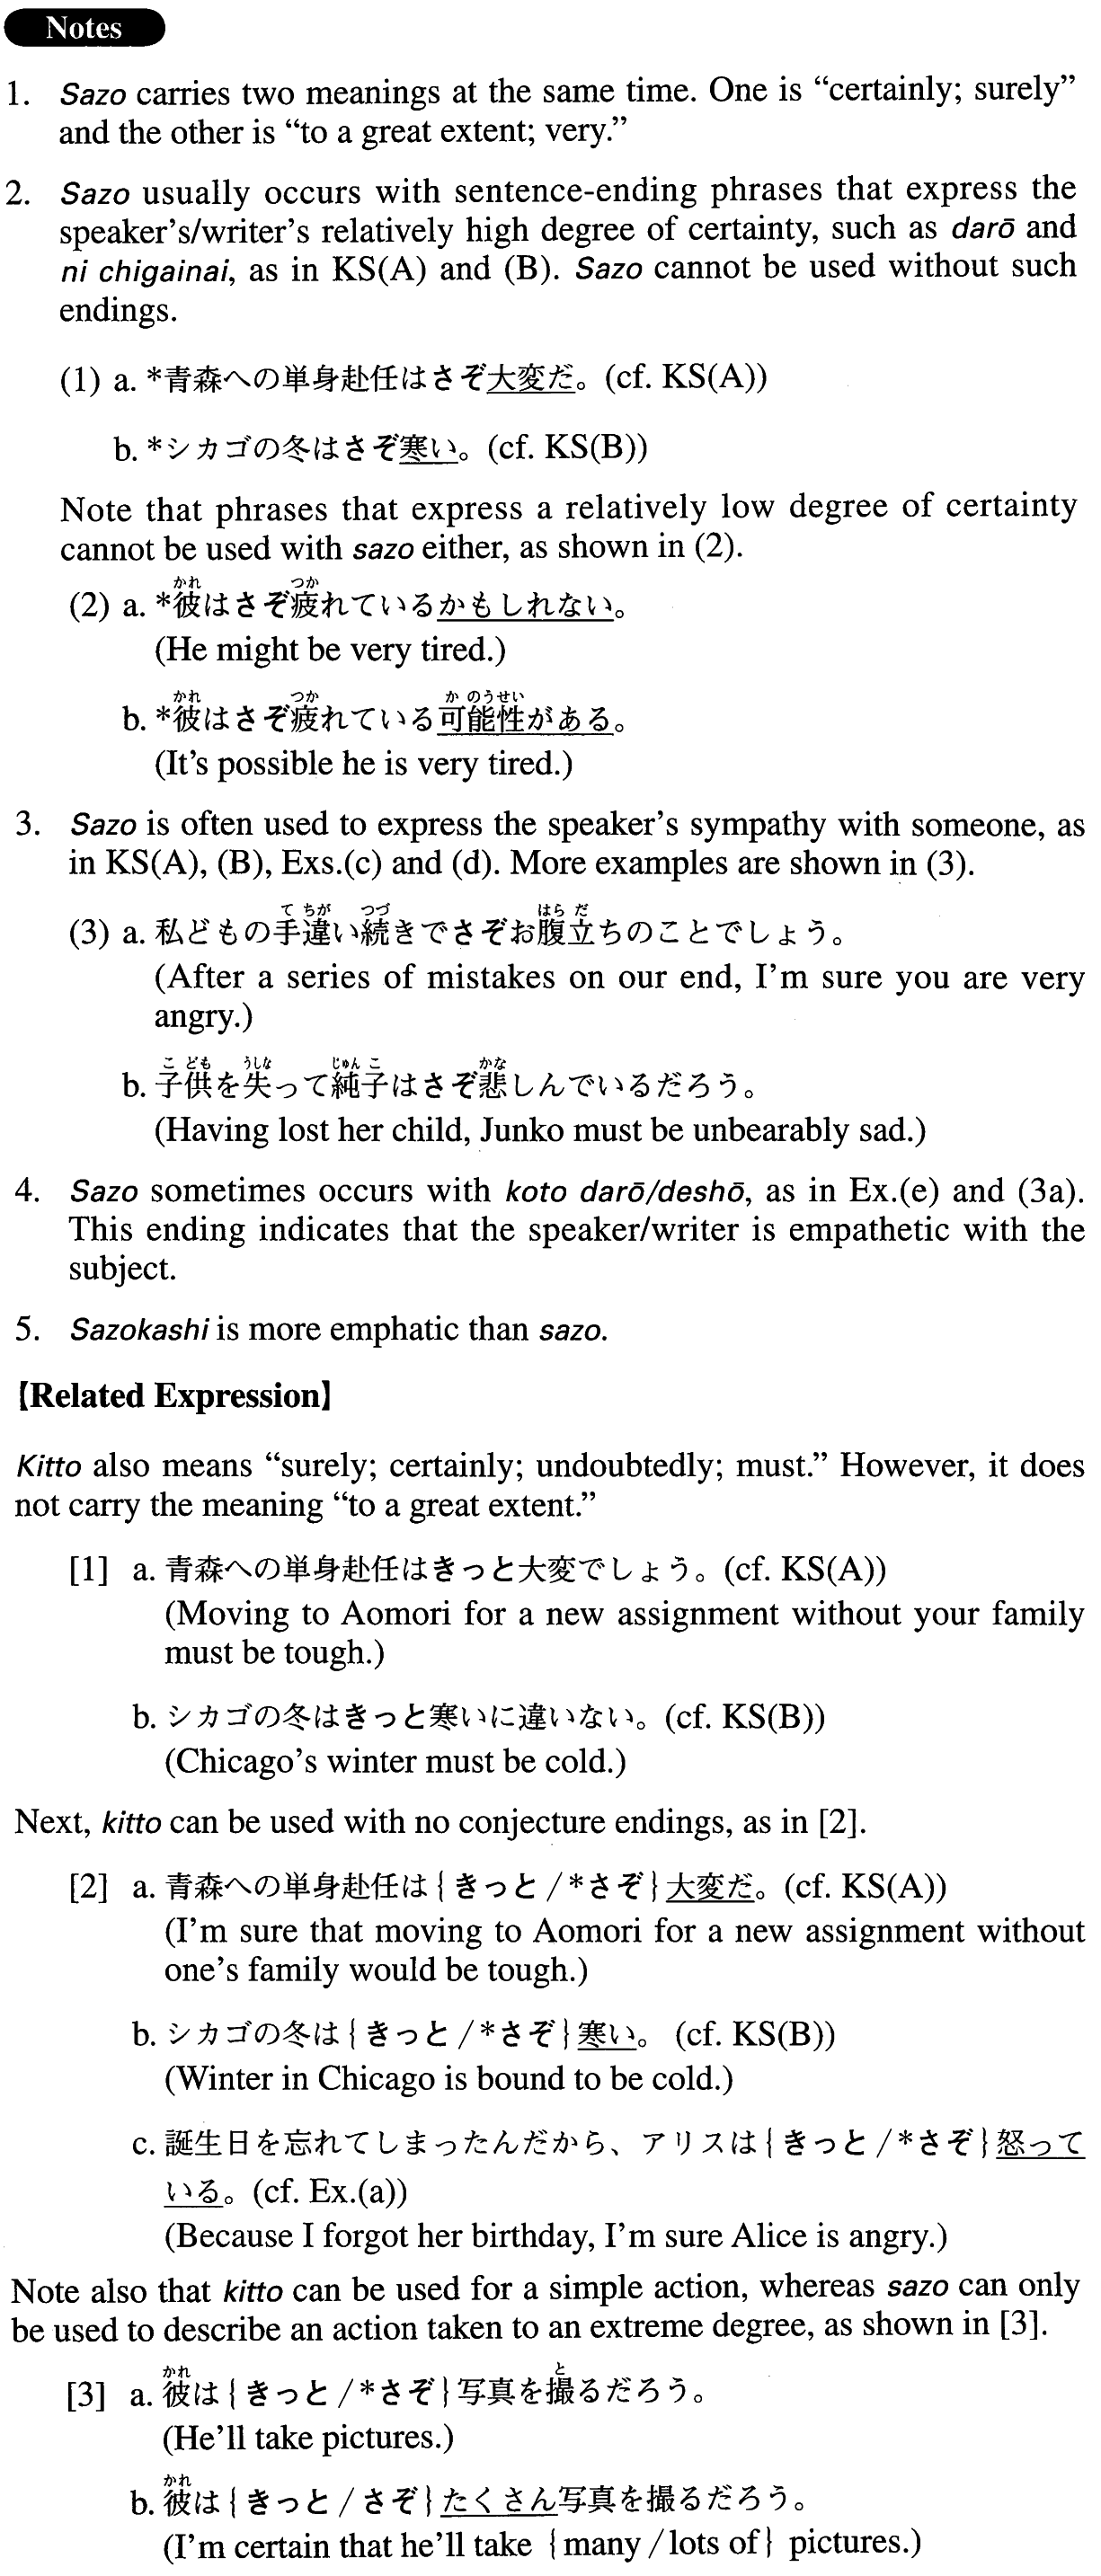 Notes
1. Sazo carries two meanings at the same time. One is “certainly; surely”
and the other is “to a great extent; very.”
2. Sazo usually occurs with sentence-ending phrases that express the
speaker’s/writer’s relatively high degree of certainty, such as darō and
ni chigainai, as in KS(A) and (B). Sazo cannot be used without such
endings.
(1) a. *青森への単身赴任はさぞ大変だ。(cf. KS(A))
b. *シカゴの冬はさぞ寒い。(cf. KS(B))
Note that phrases that express a relatively low degree of certainty
cannot be used with sazo either, as shown in (2).
かれ つか
(2) a. *彼はさぞ疲れているかもしれない。
(He might be very tired.)
かれ つか かのうせい
b. *彼はさぞ疲れている可能性がある。
(It’s possible he is very tired.)
3. Sazo is often used to express the speaker’s sympathy with someone, as
in KS(A), (B), Exs.(c) and (d). More examples are shown in (3).
てちが つづ はらだ
(3) a. 私どもの手違い続きでさぞお腹立ちのことでしょう。
(After a series of mistakes on our end, I’m sure you are very
angry.)
こども うしな じゅんこ かな
b. 子供を失って純子はさぞ悲しんでいるだろう。
(Having lost her child, Junko must be unbearably sad.)
4. Sazo sometimes occurs with koto darō/deshō, as in Ex.(e) and (3a).
This ending indicates that the speaker/writer is empathetic with the
subject.
5. Sazokashi is more emphatic than sazo.
【Related Expression】
Kitto also means “surely; certainly; undoubtedly; must.” However, it does
not carry the meaning “to a great extent.”
[1] a. 青森への単身赴任はきっと大変でしょう。(cf. KS(A))
(Moving to Aomori for a new assignment without your family
must be tough.)
b. シカゴの冬はきっと寒いに違いない。(cf. KS(B))
(Chicago’s winter must be cold.)
Next, kitto can be used with no conjecture endings, as in [2].
[2] a. 青森への単身赴任は{きっと/*さぞ}大変だ。(cf. KS(A))
(I’m sure that moving to Aomori for a new assignment without
one’s family would be tough.)
b. シカゴの冬は{きっと/*さぞ}寒い。 (cf. KS(B))
(Winter in Chicago is bound to be cold.)
c. 誕生日を忘れてしまったんだから、アリスは{きっと/*さぞ}怒って
いる。(cf. Ex.(a))
(Because I forgot her birthday, I’m sure Alice is angry.)
Note also that kitto can be used for a simple action, whereas sazo can only
be used to describe an action taken to an extreme degree, as shown in [3].
かれ と
[3] a. 彼は{きっと/*さぞ}写真を撮るだろう。
(He’ll take pictures.)
かれ
b. 彼は{きっと/さぞ}たくさん写真を撮るだろう。
(I’m certain that he’ll take {many/lots of} pictures.)